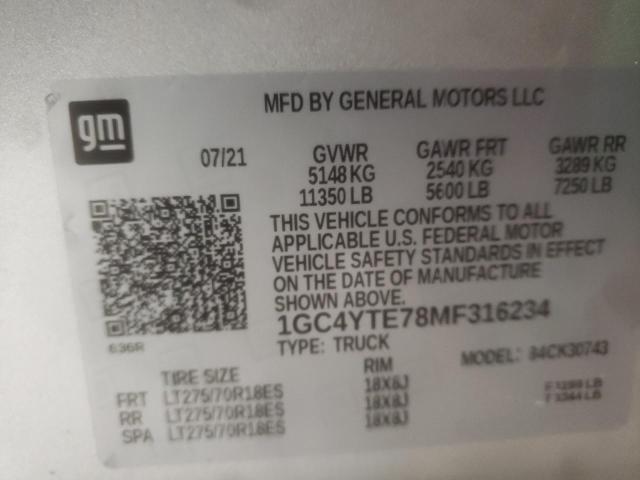 gm
MFD BY GENERAL MOTORS LLC
07/21 GVWR GAWR FRT GAWR RR
5148 KG 2540 KG 3289 KG
11350 LB 5600 LB 7250 LB
THIS VEHICLE CONFORMS TO ALL
APPLICABLE U.S. FEDERAL MOTOR
VEHICLE SAFETY STANDARDS IN EFFECT
ON THE DATE OF MANUFACTURE
SHOWN ABOVE.
636R
1GC4YTE78MF316234
TYPE: TRUCK MODEL: 84CK30743
TIRE SIZE RIM
FRT LT275/70R18ES 18X8J
RR LT275/70R18ES 18X8J
SPA LT275/70R18ES 18X8J